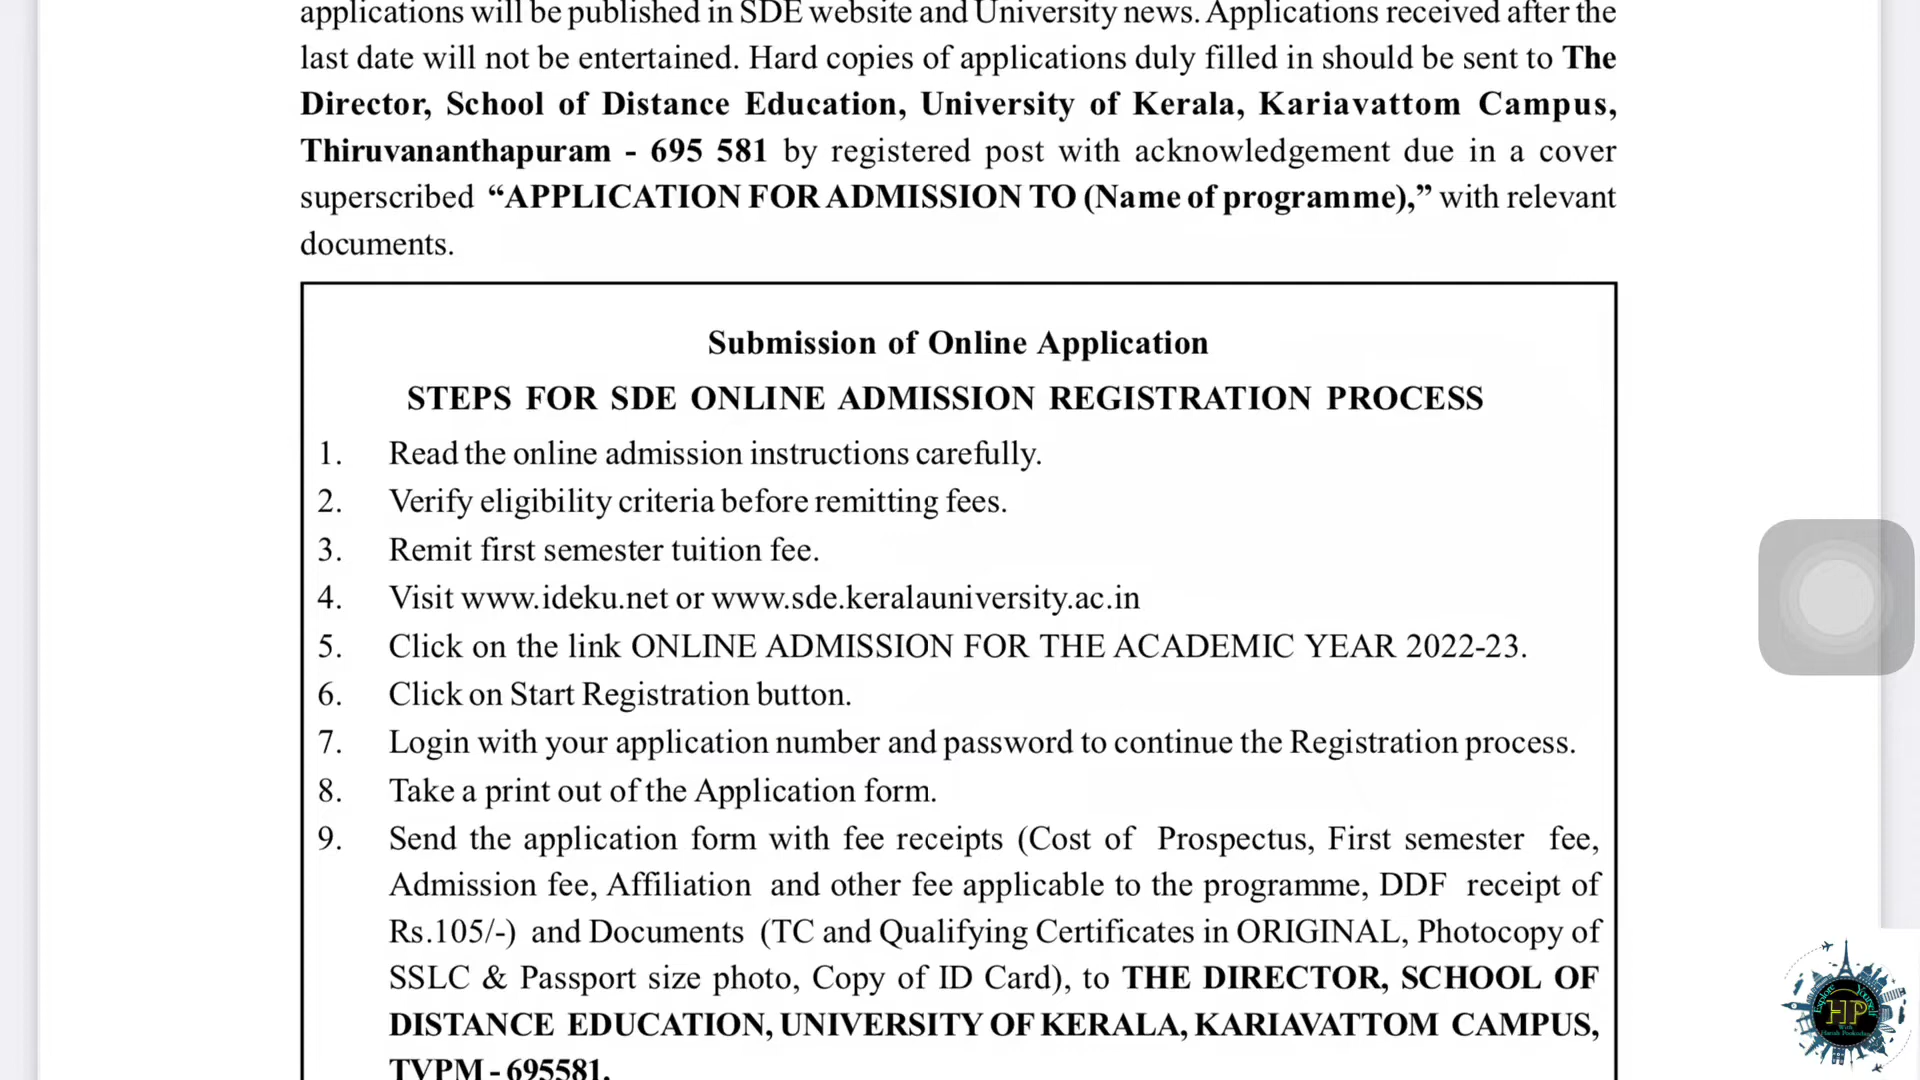 applications will be published in SDE website and University news. Applications received after the
last date will not be entertained. Hard copies of applications duly filled in should be sent to The
Director, School of Distance Education, University of Kerala, Kariavattom Campus,
Thiruvananthapuram - 695 581 by registered post with acknowledgement due in a cover
superscribed “APPLICATION FOR ADMISSION TO (Name of programme),” with relevant
documents.
Submission of Online Application
STEPS FOR SDE ONLINE ADMISSION REGISTRATION PROCESS
1. Read the online admission instructions carefully.
2. Verify eligibility criteria before remitting fees.
3. Remit first semester tuition fee.
4. Visit www.ideku.net or www.sde.keralauniversity.ac.in
5. Click on the link ONLINE ADMISSION FOR THE ACADEMIC YEAR 2022-23.
6. Click on Start Registration button.
7. Login with your application number and password to continue the Registration process.
8. Take a print out of the Application form.
9. Send the application form with fee receipts (Cost of Prospectus, First semester fee,
Admission fee, Affiliation and other fee applicable to the programme, DDF receipt of
Rs.105/-) and Documents (TC and Qualifying Certificates in ORIGINAL, Photocopy of
SSLC & Passport size photo, Copy of ID Card), to THE DIRECTOR, SCHOOL OF
DISTANCE EDUCATION, UNIVERSITY OF KERALA, KARIAVATTOM CAMPUS,
TVPM - 695581.
Explore Yourself
HP
With